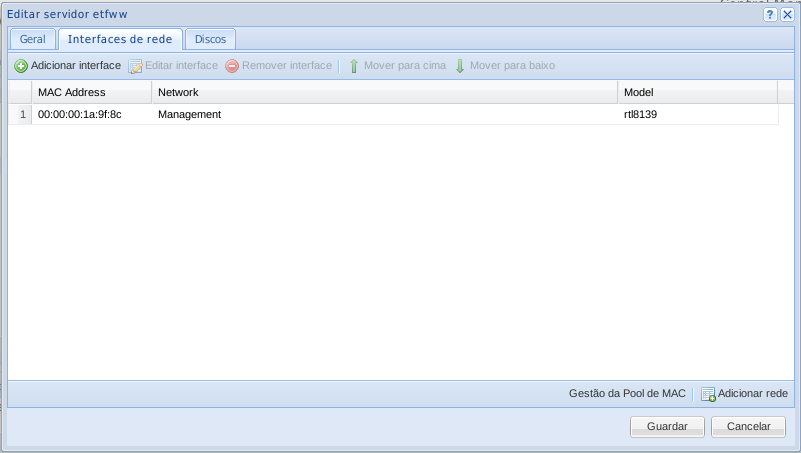 Editar servidor etfww
Geral Interfaces de rede Discos
Adicionar interface Editar interface Remover interface Mover para cima Mover para baixo
MAC Address Network Model
1 00:00:00:1a:9f:8c Management rtl8139
Gestão da Pool de MAC Adicionar rede
Guardar Cancelar